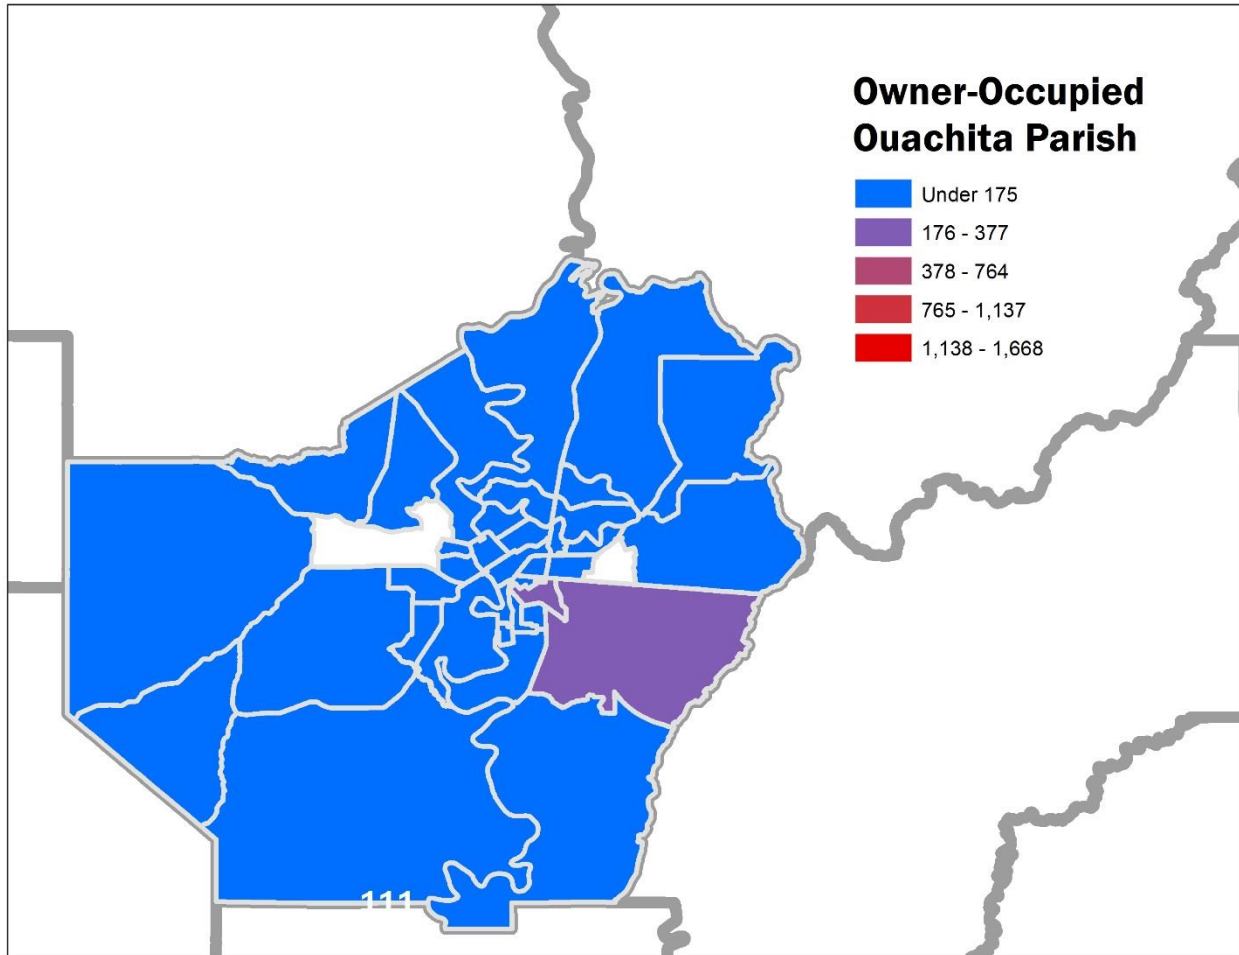 Owner-Occupied
Ouachita Parish
Under 175
176 - 377
378 - 764
765 - 1,137
1,138 - 1,668
111